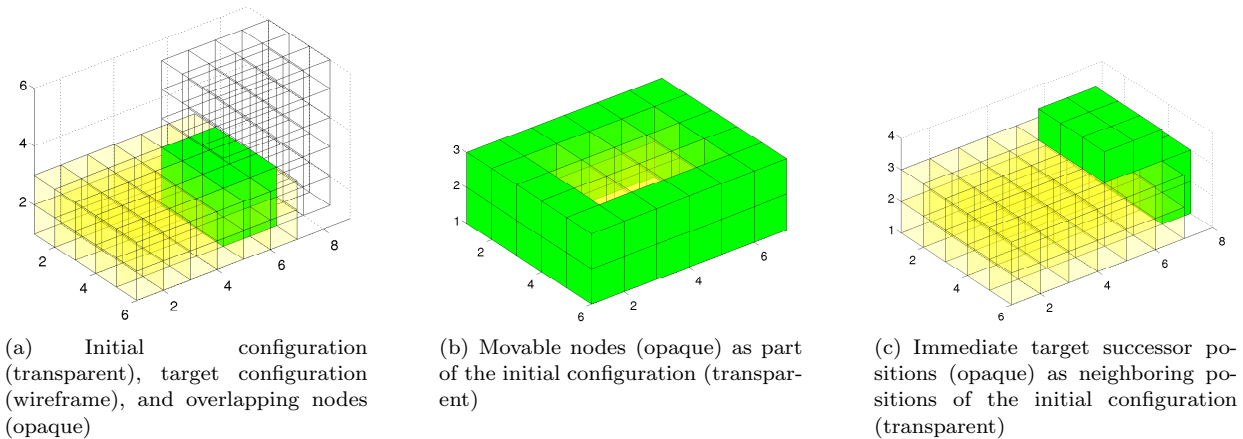 6
4
2
2
4
6
2
4
6
8
3
2
1
2
4
6
2
4
6
4
3
2
1
2
4
6
2
4
6
8
(a) Initial configuration
(transparent), target configuration
(wireframe), and overlapping nodes
(opaque)
(b) Movable nodes (opaque) as part
of the initial configuration (transpar-
ent)
(c) Immediate target successor po-
sitions (opaque) as neighboring po-
sitions of the initial configuration
(transparent)